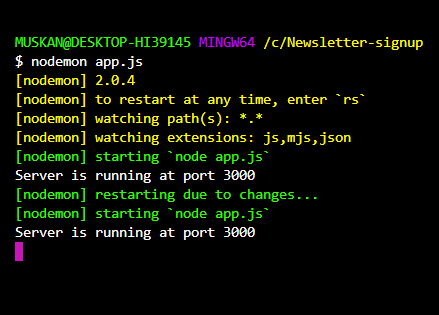 MUSKAN@DESKTOP-HI39145 MINGW64 /c/Newsletter-signup
$ nodemon app.js
[nodemon] 2.0.4
[nodemon] to restart at any time, enter `rs`
[nodemon] watching path(s): *.*
[nodemon] watching extensions: js,mjs,json
[nodemon] starting `node app.js`
Server is running at port 3000
[nodemon] restarting due to changes...
[nodemon] starting `node app.js`
Server is running at port 3000